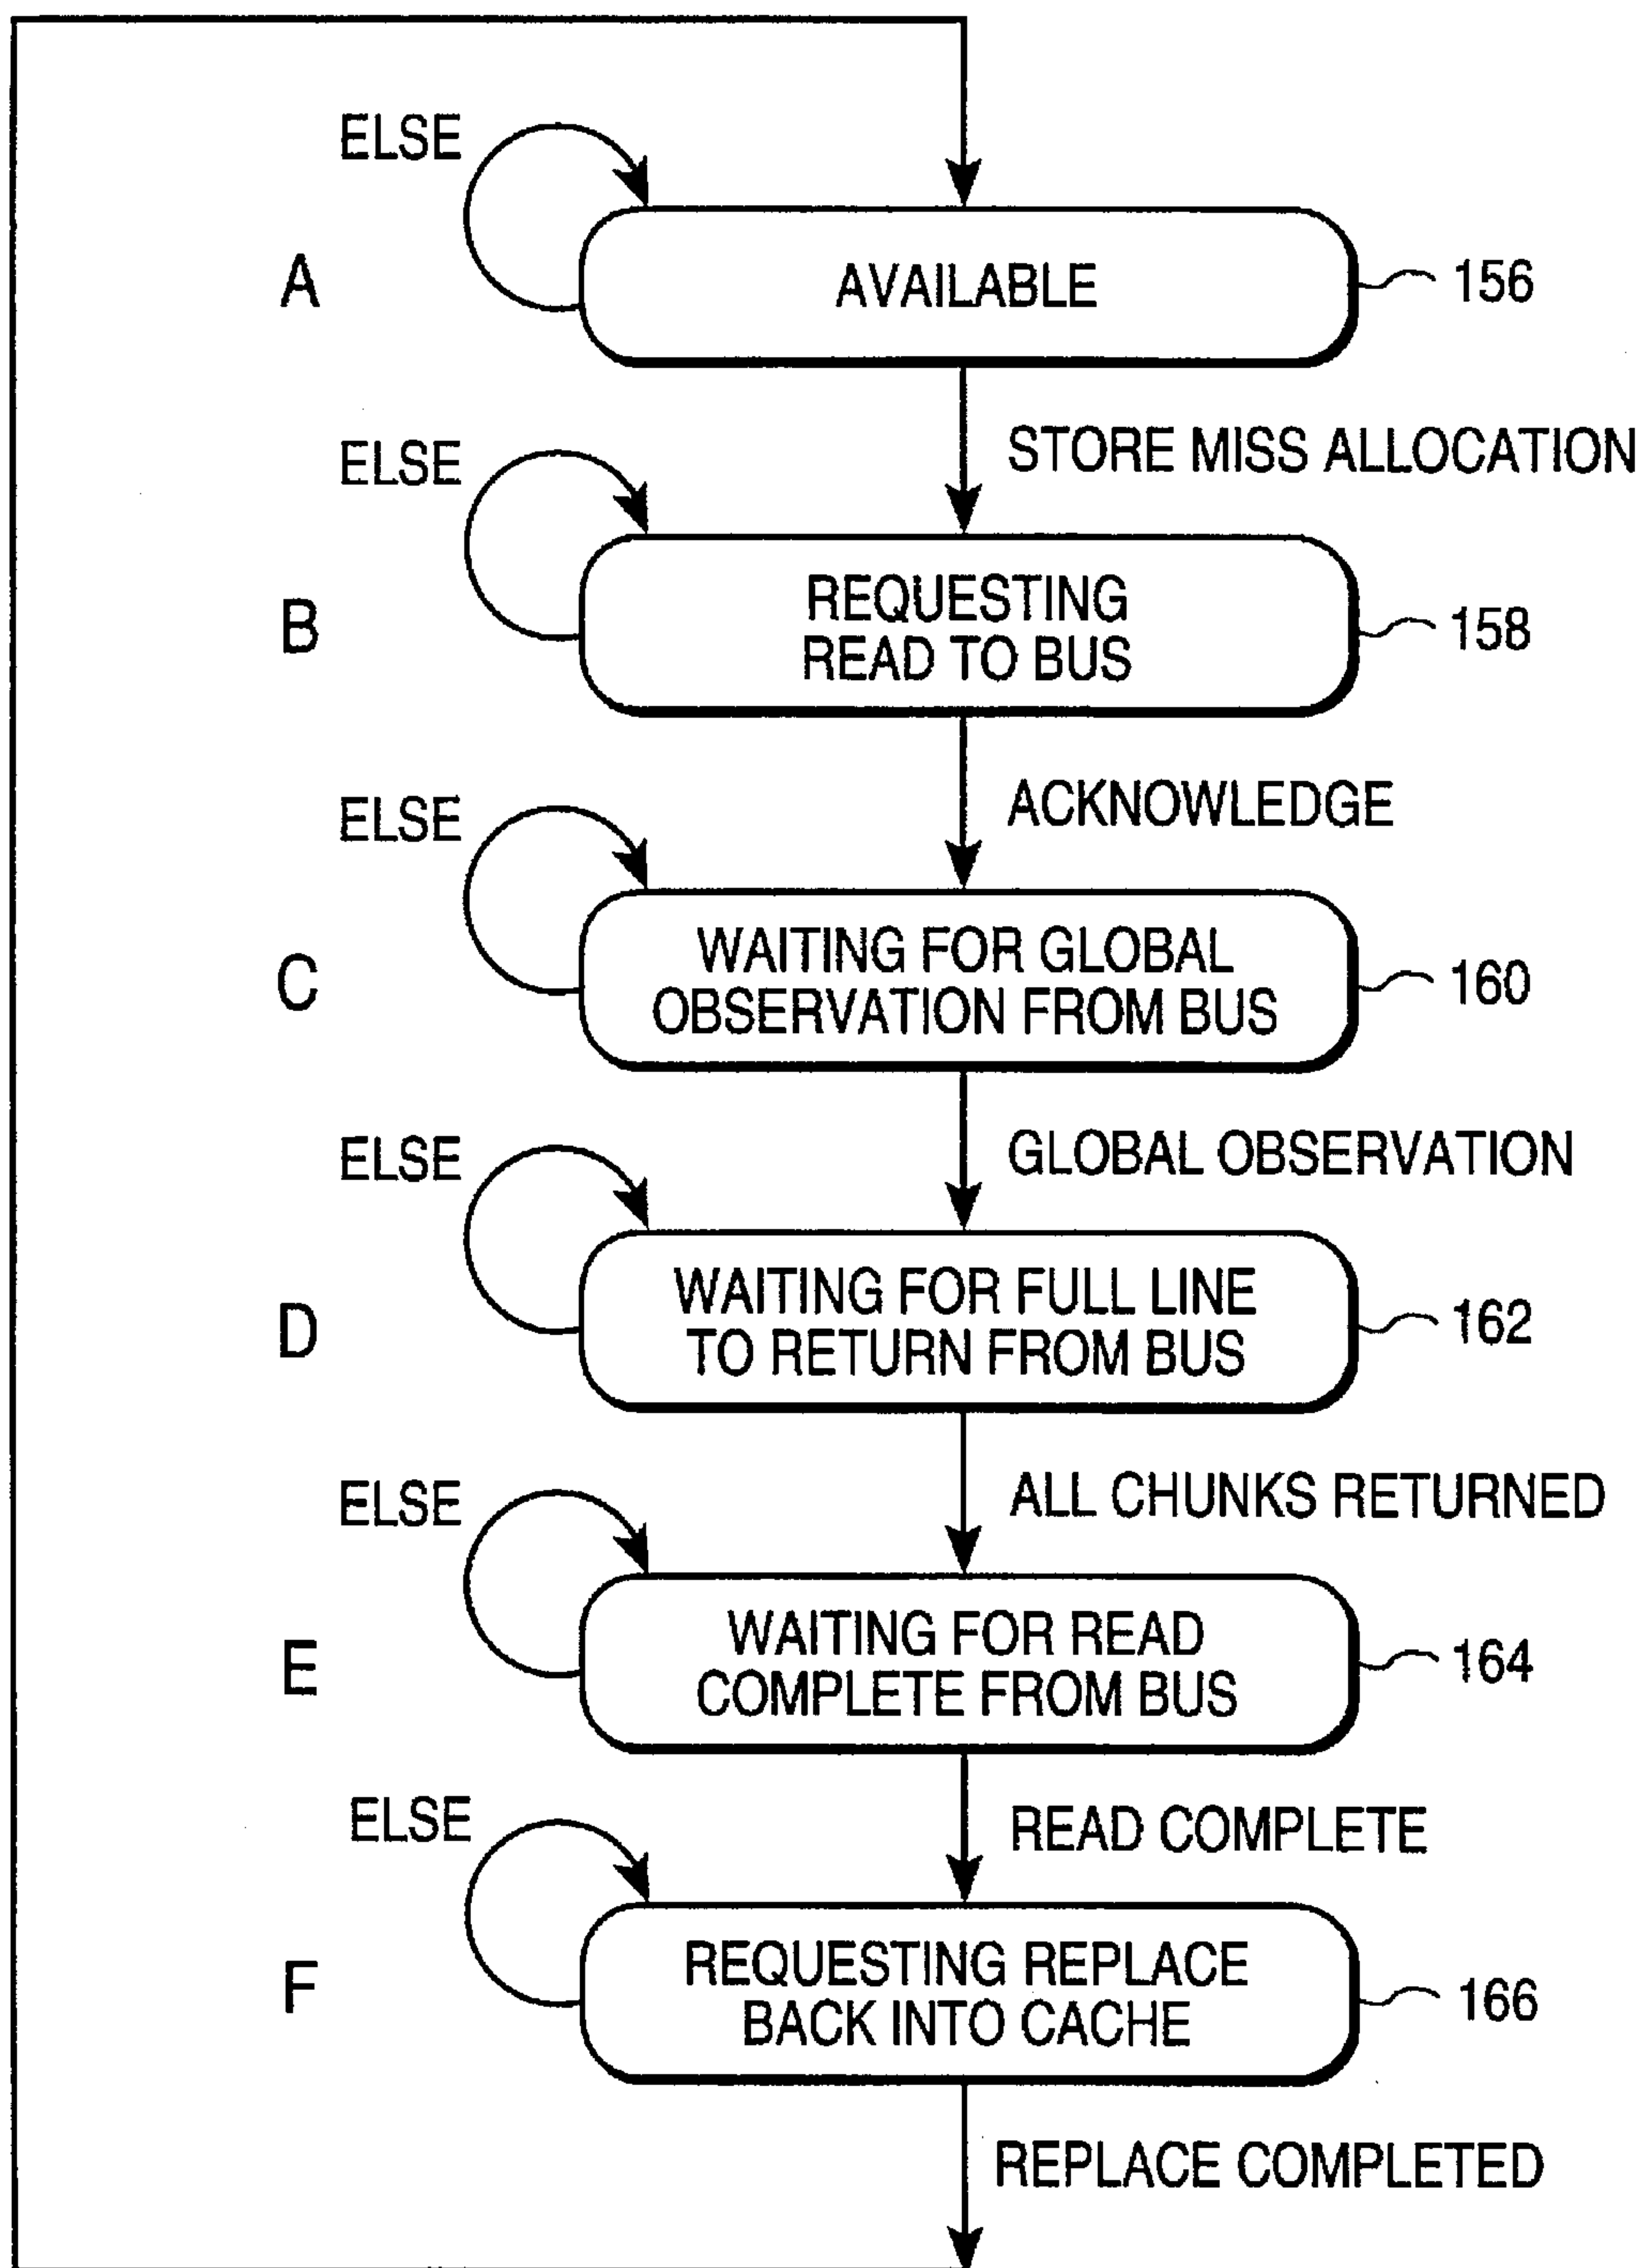 ELSE
A
AVAILABLE
156
STORE MISS ALLOCATION
ELSE
B
REQUESTING
READ TO BUS
158
ACKNOWLEDGE
ELSE
C
WAITING FOR GLOBAL
OBSERVATION FROM BUS
160
GLOBAL OBSERVATION
ELSE
D
WAITING FOR FULL LINE
TO RETURN FROM BUS
162
ALL CHUNKS RETURNED
ELSE
E
WAITING FOR READ
COMPLETE FROM BUS
164
READ COMPLETE
ELSE
F
REQUESTING REPLACE
BACK INTO CACHE
166
REPLACE COMPLETED